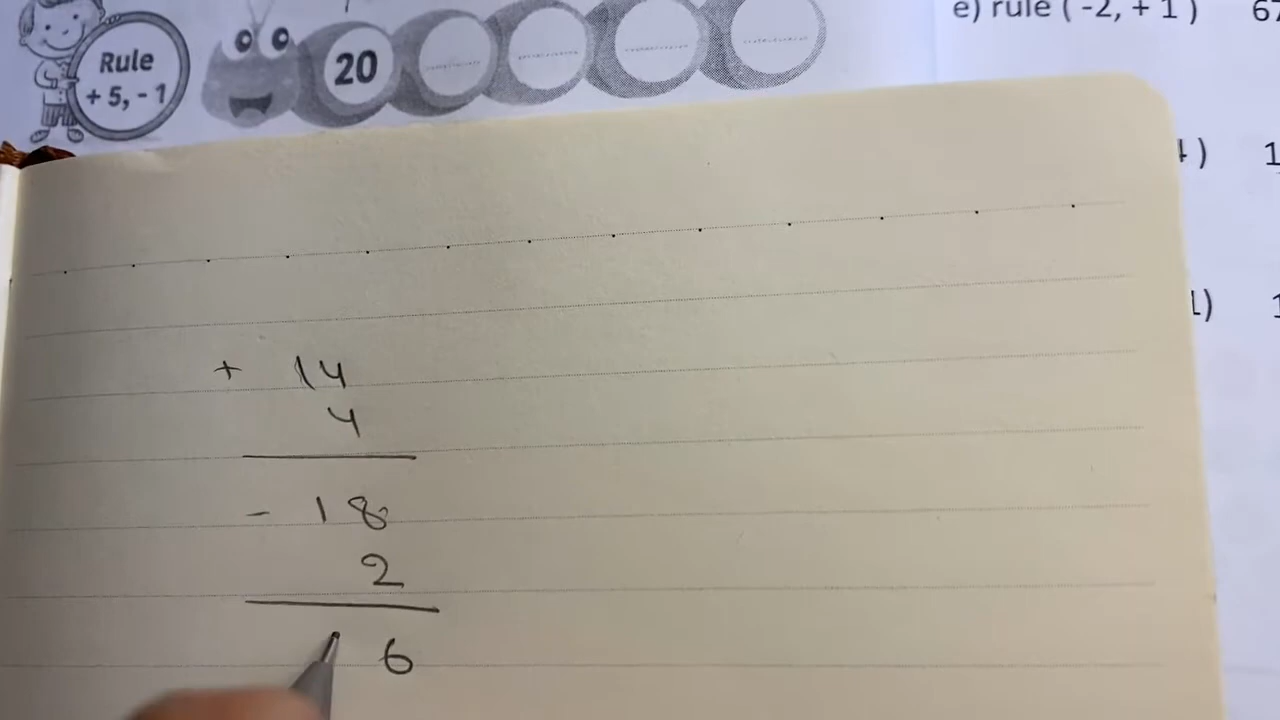 Rule
+ 5, - 1
20
e) rule ( -2, + 1 )
+ 14
4
- 18
2
6